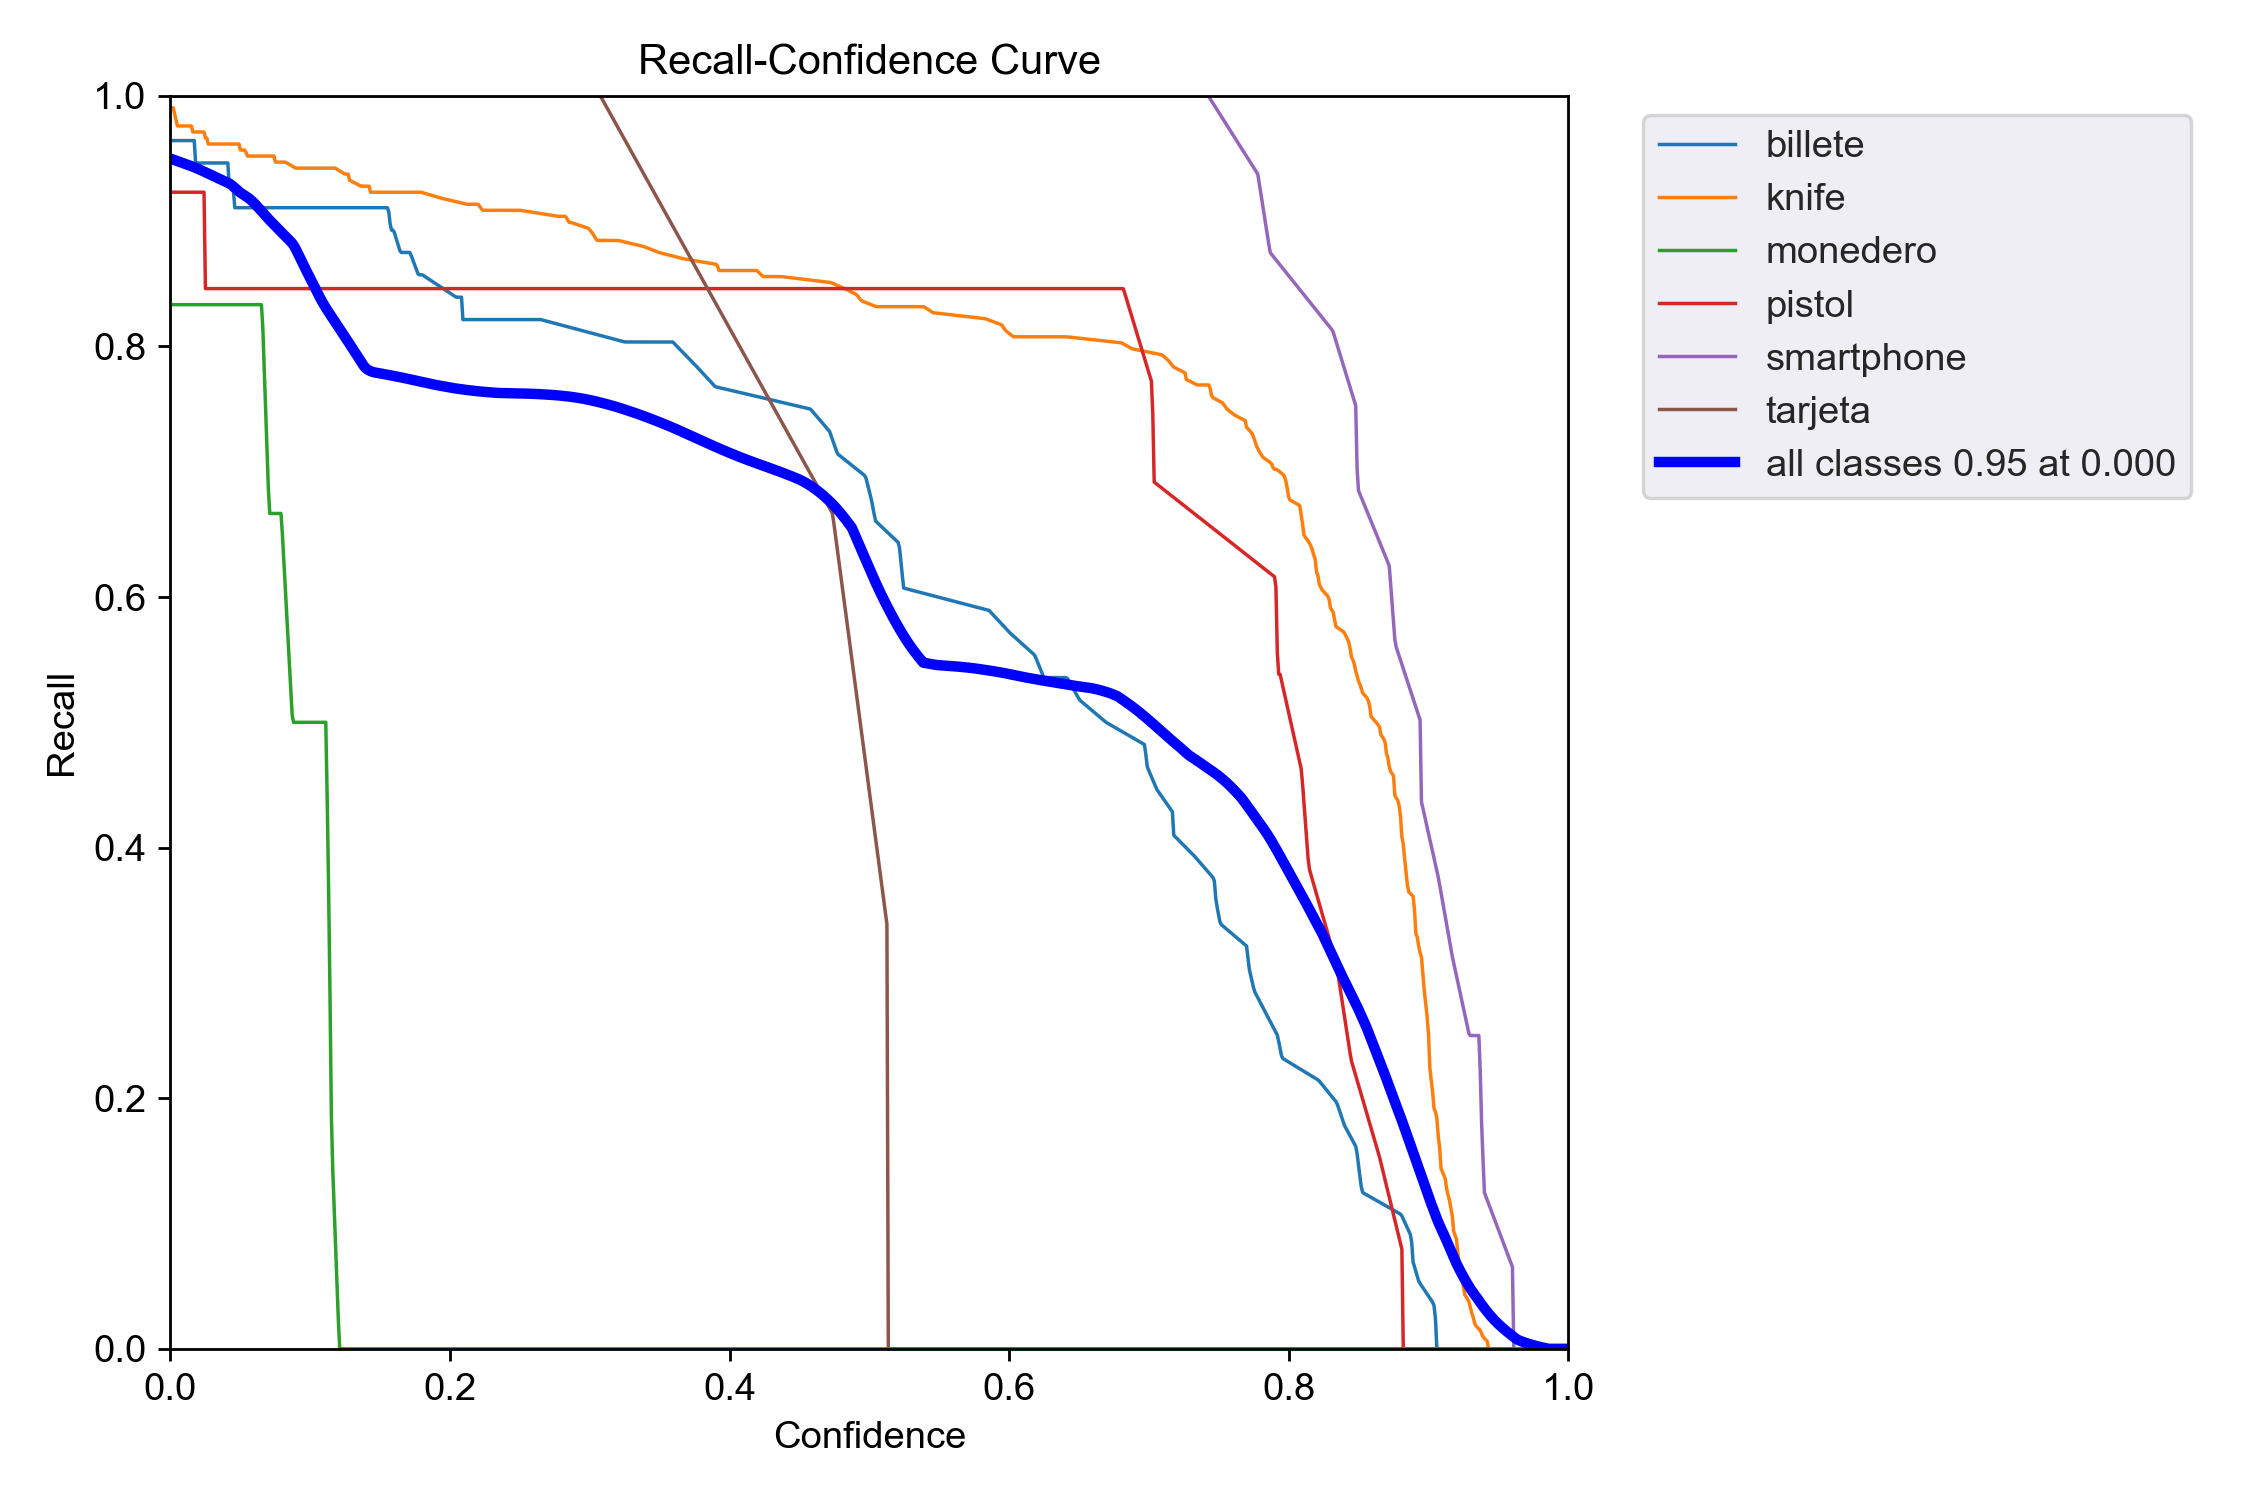 Recall-Confidence Curve
1.0
0.8
0.6
0.4
0.2
0.0
Recall
0.0 0.2 0.4 0.6 0.8 1.0
Confidence
billete
knife
monedero
pistol
smartphone
tarjeta
all classes 0.95 at 0.000